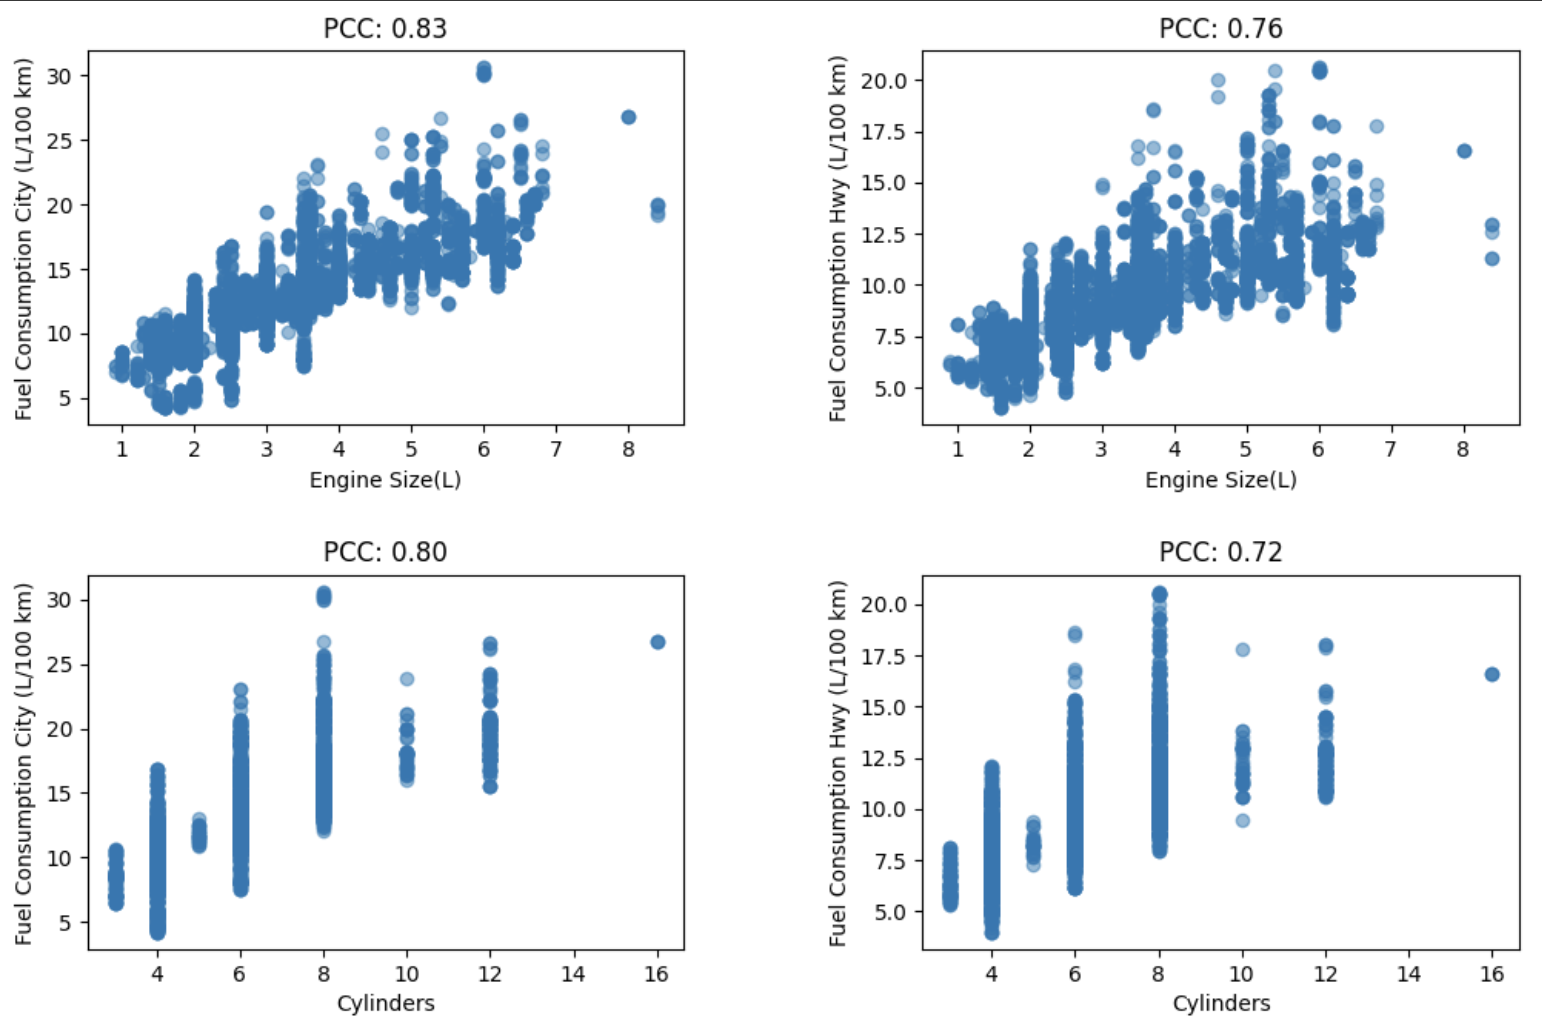 PCC: 0.83
Fuel Consumption City (L/100 km)
30
25
20
15
10
5
1 2 3 4 5 6 7 8
Engine Size(L)
PCC: 0.76
Fuel Consumption Hwy (L/100 km)
20.0
17.5
15.0
12.5
10.0
7.5
5.0
1 2 3 4 5 6 7 8
Engine Size(L)
PCC: 0.80
Fuel Consumption City (L/100 km)
30
25
20
15
10
5
4 6 8 10 12 14 16
Cylinders
PCC: 0.72
Fuel Consumption Hwy (L/100 km)
20.0
17.5
15.0
12.5
10.0
7.5
5.0
4 6 8 10 12 14 16
Cylinders